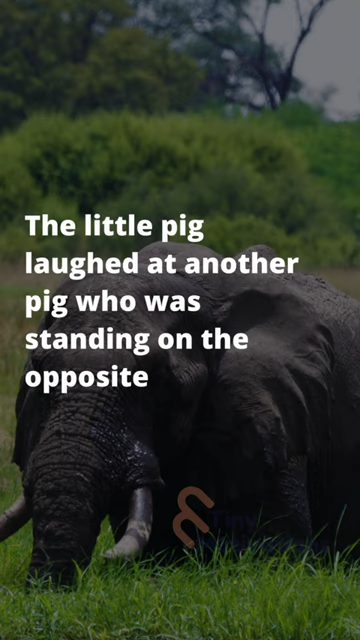 The little pig
laughed at another
pig who was
standing on the
opposite